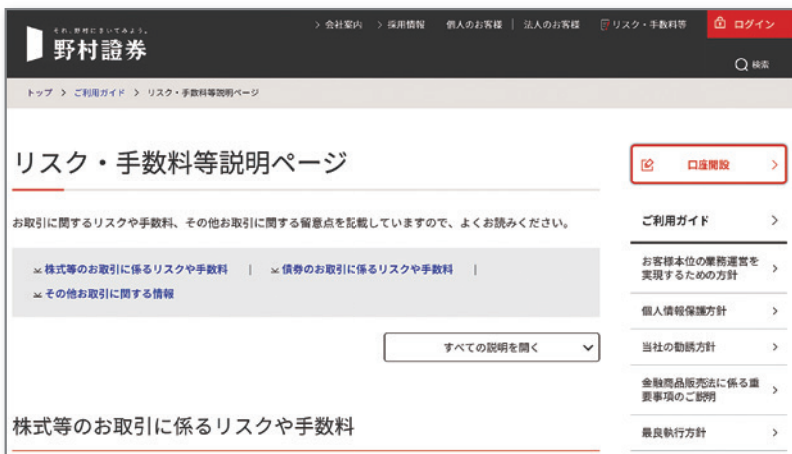 それ、野村にきいてみよう。
野村證券
> 会社案内 > 採用情報 個人のお客様 | 法人のお客様 リスク・手数料等 ログイン
検索
トップ > ご利用ガイド > リスク・手数料等説明ページ
リスク・手数料等説明ページ
お取引に関するリスクや手数料、その他お取引に関する留意点を記載していますので、よくお読みください。
株式等のお取引に係るリスクや手数料 | 債券のお取引に係るリスクや手数料 |
その他お取引に関する情報
すべての説明を開く
株式等のお取引に係るリスクや手数料
口座開設
ご利用ガイド
お客様本位の業務運営を
実現するための方針
個人情報保護方針
当社の勧誘方針
金融商品販売法に係る重
要事項のご説明
最良執行方針